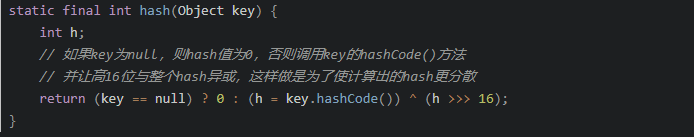 static final int hash(Object key) {
int h;
// 如果key为null，则hash值为0，否则调用key的hashCode()方法
// 并让高16位与整个hash异或，这样做是为了使计算出的hash更分散
return (key == null) ? 0 : (h = key.hashCode()) ^ (h >>> 16);
}